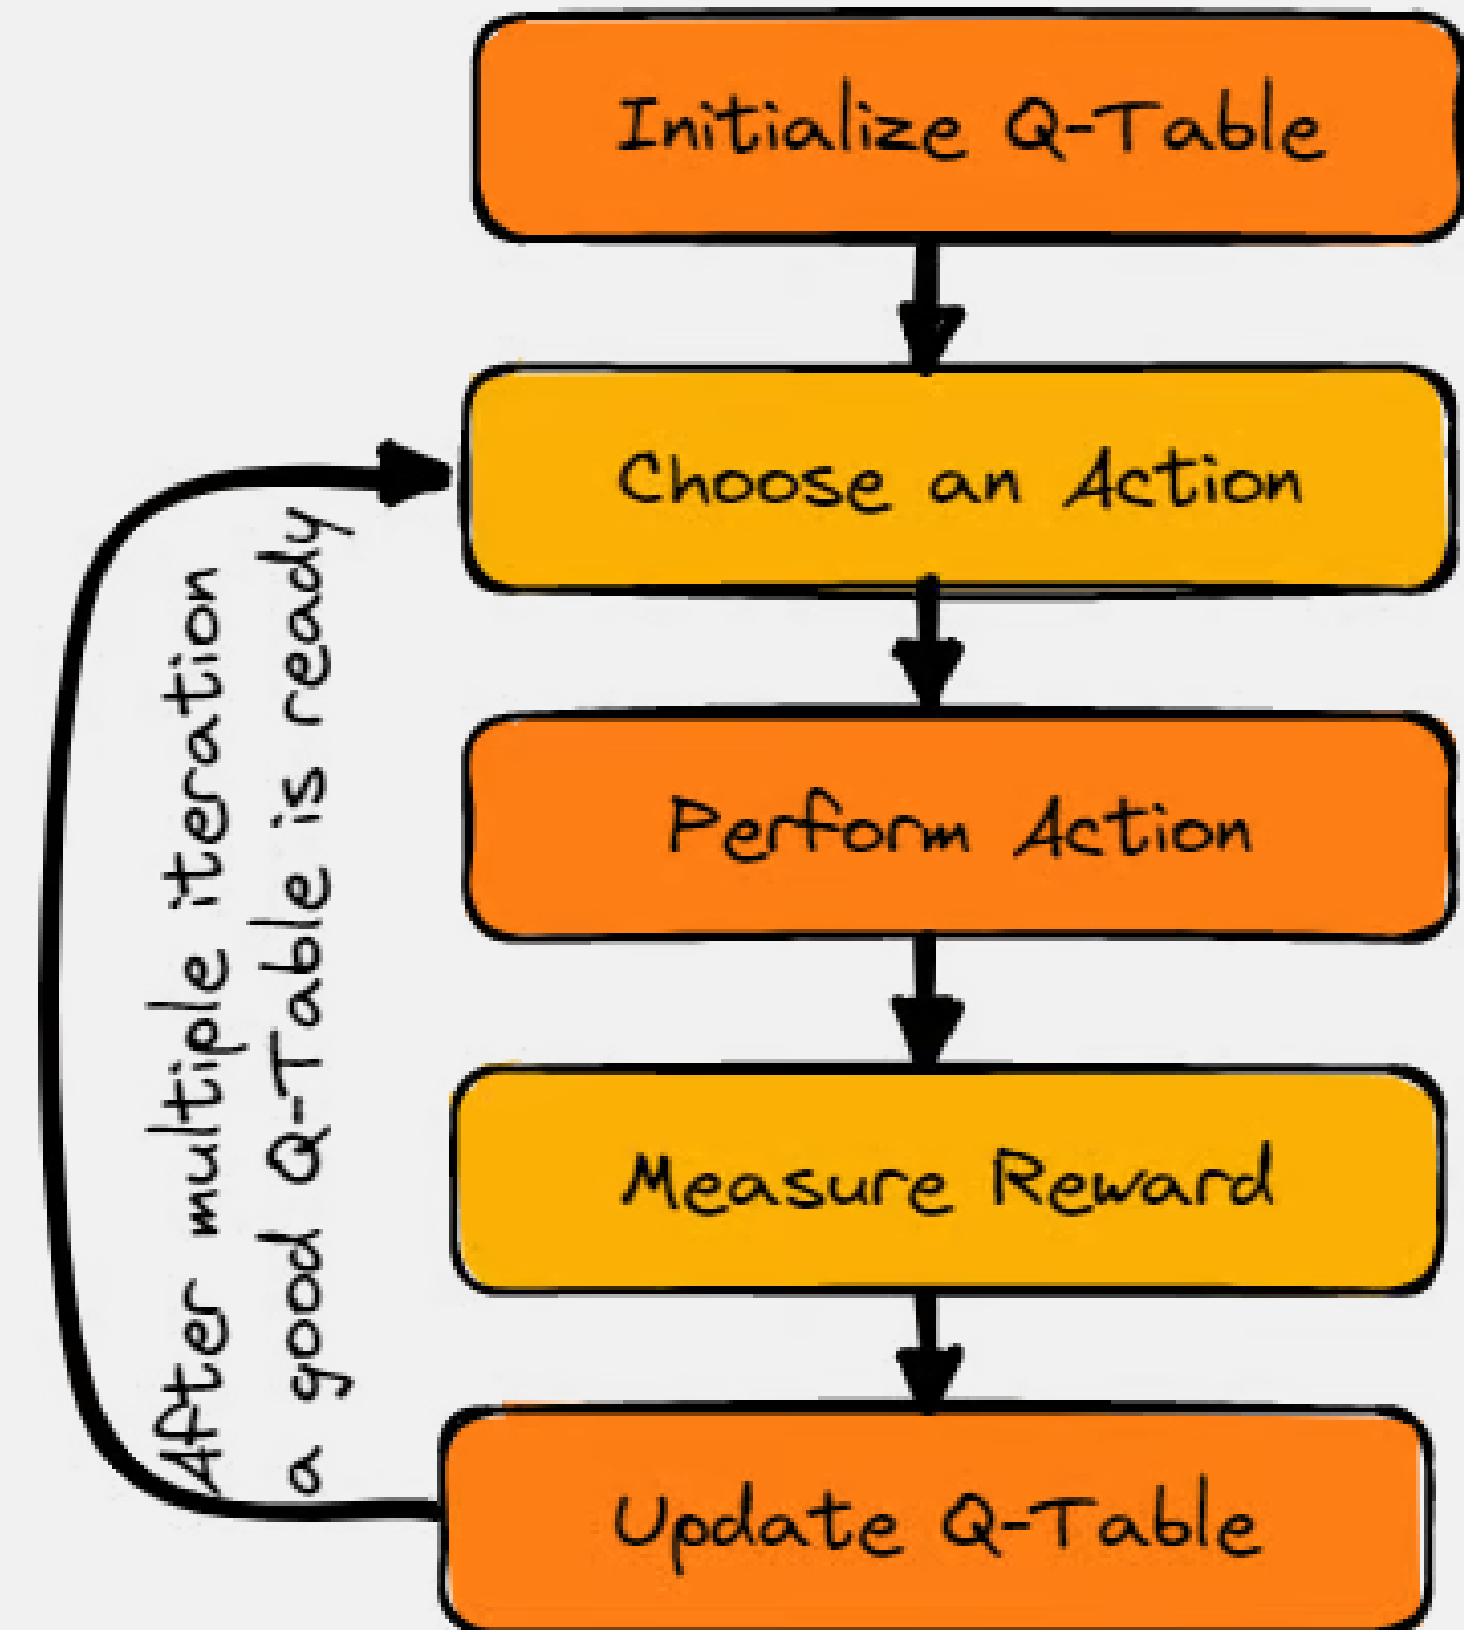 Initialize Q-Table
Choose an Action
Perform Action
Measure Reward
Update Q-Table
After multiple iteration
a good Q-Table is ready